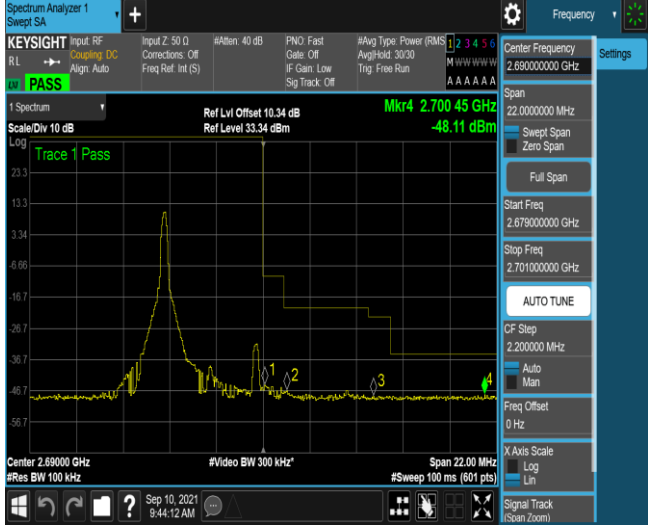 Spectrum Analyzer 1
Swept SA
Frequency
KEYSIGHT
RL
PASS
Input: RF
Coupling: DC
Align: Auto
Input Z: 50 Ω
Corrections: Off
Freq Ref: Int (S)
#Atten: 40 dB
PNO: Fast
Gate: Off
IF Gain: Low
Sig Track: Off
#Avg Type: Power (RMS
Avg|Hold: 30/30
Trig: Free Run
1 2 3 4 5 6
M W W W W W
A A A A A A
Center Frequency
2.690000000 GHz
Settings
Span
22.0000000 MHz
Swept Span
Zero Span
Full Span
Start Freq
2.679000000 GHz
Stop Freq
2.701000000 GHz
AUTO TUNE
CF Step
2.200000 MHz
Auto
Man
Freq Offset
0 Hz
X Axis Scale
Log
Lin
Signal Track
(Span Zoom)
1 Spectrum
Scale/Div 10 dB
Ref Lvl Offset 10.34 dB
Ref Level 33.34 dBm
Mkr4 2.700 45 GHz
-48.11 dBm
Log
Trace 1 Pass
23.3
13.3
3.34
-6.66
-16.7
-26.7
-36.7
-46.7
-56.7
1
2
3
4
Center 2.69000 GHz
#Video BW 300 kHz*
Span 22.00 MHz
#Res BW 100 kHz
#Sweep 100 ms (601 pts)
?
Sep 10, 2021
9:44:12 AM